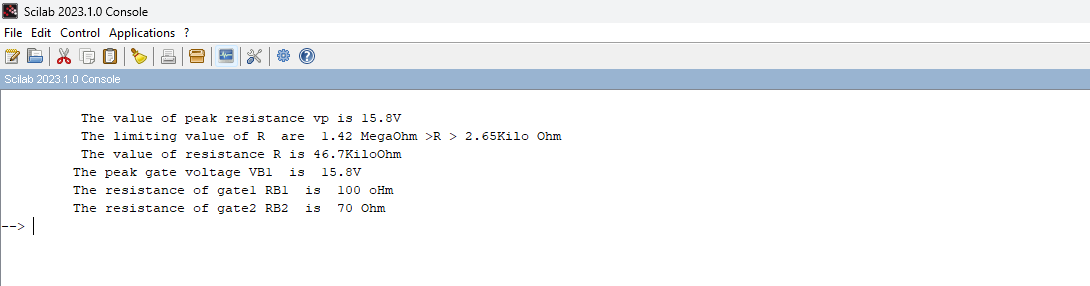 Scilab 2023.1.0 Console
File Edit Control Applications ?
Scilab 2023.1.0 Console
The value of peak resistance vp is 15.8V
The limiting value of R  are  1.42 MegaOhm >R > 2.65Kilo Ohm
The value of resistance R is 46.7KiloOhm
The peak gate voltage VB1  is  15.8V
The resistance of gate1 RB1  is  100 oHm
The resistance of gate2 RB2  is  70 Ohm
-->